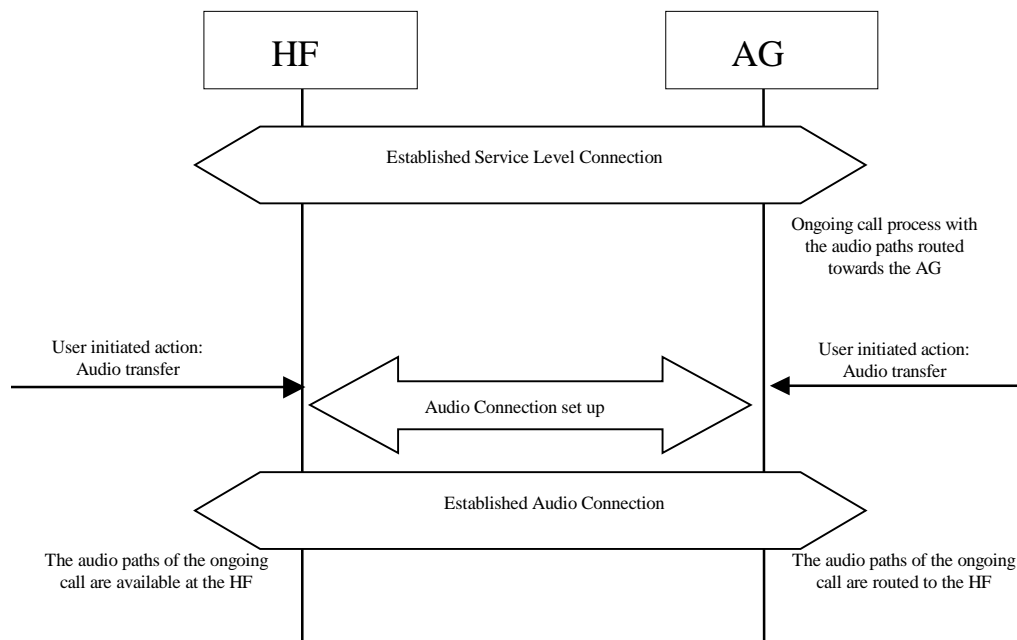 HF
AG
Established Service Level Connection
Ongoing call process with
the audio paths routed
towards the AG
User initiated action:
Audio transfer
User initiated action:
Audio transfer
Audio Connection set up
Established Audio Connection
The audio paths of the ongoing
call are available at the HF
The audio paths of the ongoing
call are routed to the HF